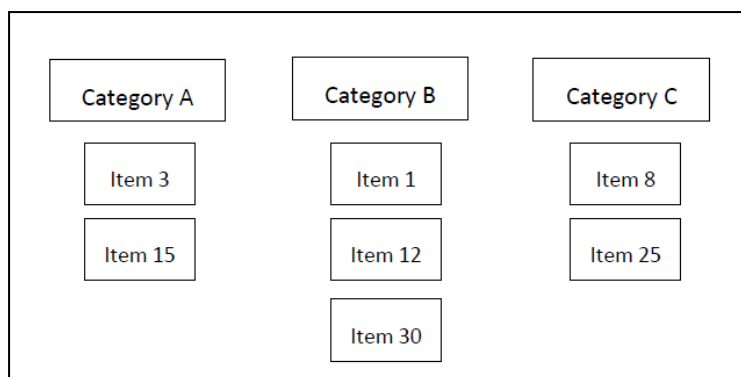 Category A
Category B
Category C
Item 3
Item 1
Item 8
Item 15
Item 12
Item 25
Item 30